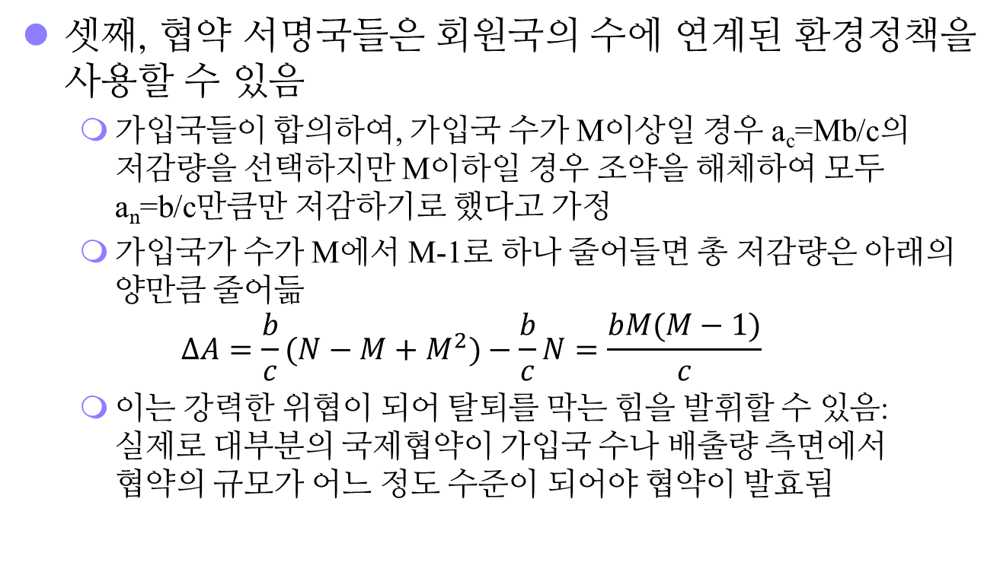 셋째, 협약 서명국들은 회원국의 수에 연계된 환경정책을
사용할 수 있음
가입국들이 합의하여, 가입국 수가 M이상일 경우 a_c=Mb/c의
저감량을 선택하지만 M이하일 경우 조약을 해체하여 모두
a_n=b/c만큼만 저감하기로 했다고 가정
가입국가 수가 M에서 M-1로 하나 줄어들면 총 저감량은 아래의
양만큼 줄어듦
ΔA = b/c (N − M + M²) − b/c N = bM(M − 1)/c
이는 강력한 위협이 되어 탈퇴를 막는 힘을 발휘할 수 있음:
실제로 대부분의 국제협약이 가입국 수나 배출량 측면에서
협약의 규모가 어느 정도 수준이 되어야 협약이 발효됨